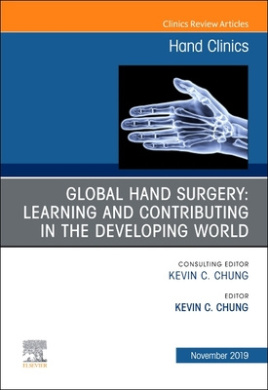 Clinics Review Articles
Hand Clinics
GLOBAL HAND SURGERY:
LEARNING AND CONTRIBUTING
IN THE DEVELOPING WORLD
CONSULTING EDITOR
KEVIN C. CHUNG
EDITOR
KEVIN C. CHUNG
ELSEVIER
November 2019